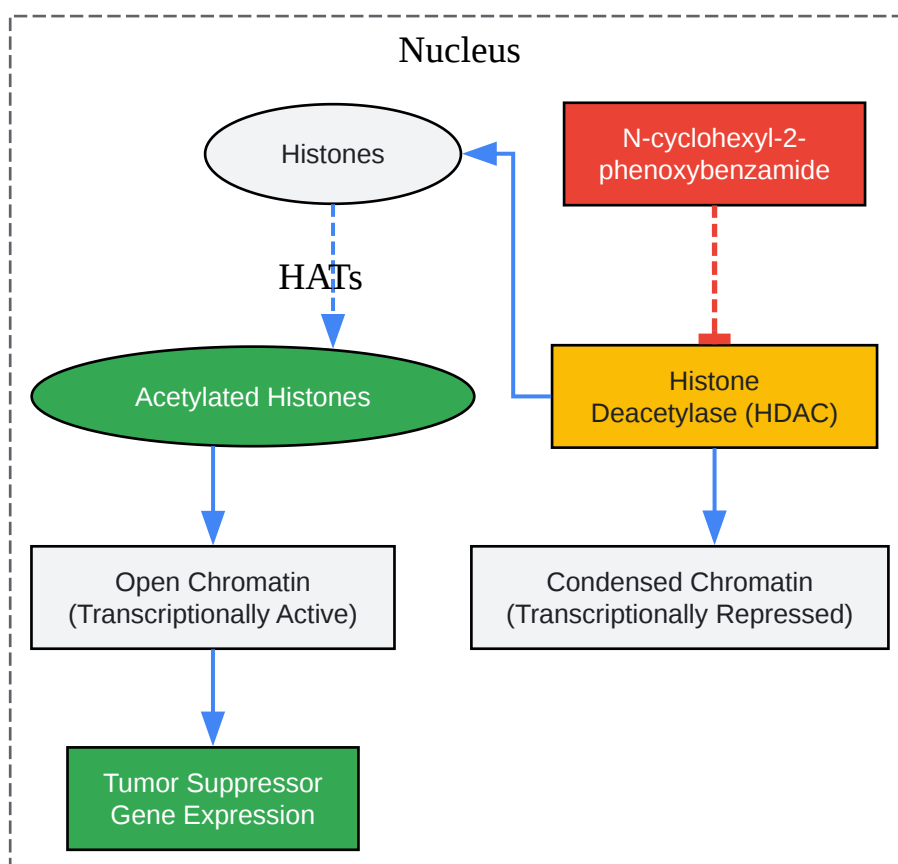 Nucleus
Histones
N-cyclohexyl-2-
phenoxybenzamide
HATs
Acetylated Histones
Histone
Deacetylase (HDAC)
Open Chromatin
(Transcriptionally Active)
Condensed Chromatin
(Transcriptionally Repressed)
Tumor Suppressor
Gene Expression